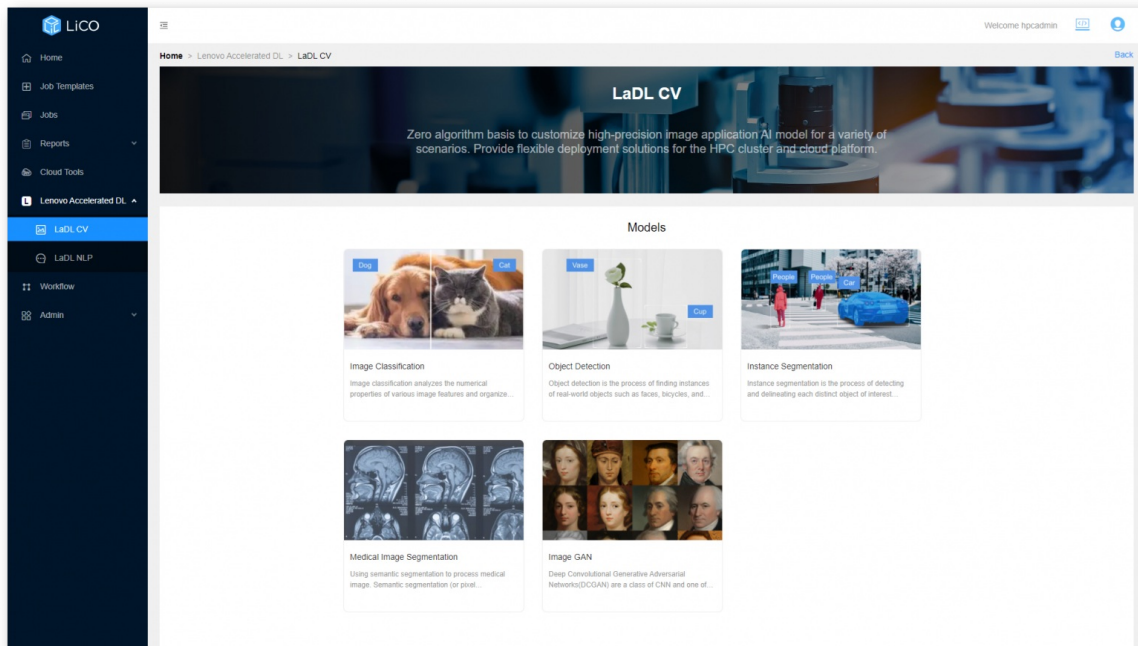 LiCO
Welcome hpcadmin
Home
Job Templates
Jobs
Reports
Cloud Tools
Lenovo Accelerated DL
LaDL CV
LaDL NLP
Workflow
Admin
Home > Lenovo Accelerated DL > LaDL CV
Back
LaDL CV
Zero algorithm basis to customize high-precision image application AI model for a variety of
scenarios. Provide flexible deployment solutions for the HPC cluster and cloud platform.
Models
Dog
Cat
Image Classification
Image classification analyzes the numerical
properties of various image features and organize...
Vase
Cup
Object Detection
Object detection is the process of finding instances
of real-world objects such as faces, bicycles, and...
People
People
Car
Instance Segmentation
Instance segmentation is the process of detecting
and delineating each distinct object of interest...
Medical Image Segmentation
Using semantic segmentation to process medical
image. Semantic segmentation (or pixel...
Image GAN
Deep Convolutional Generative Adversarial
Networks(DCGAN) are a class of CNN and one of...